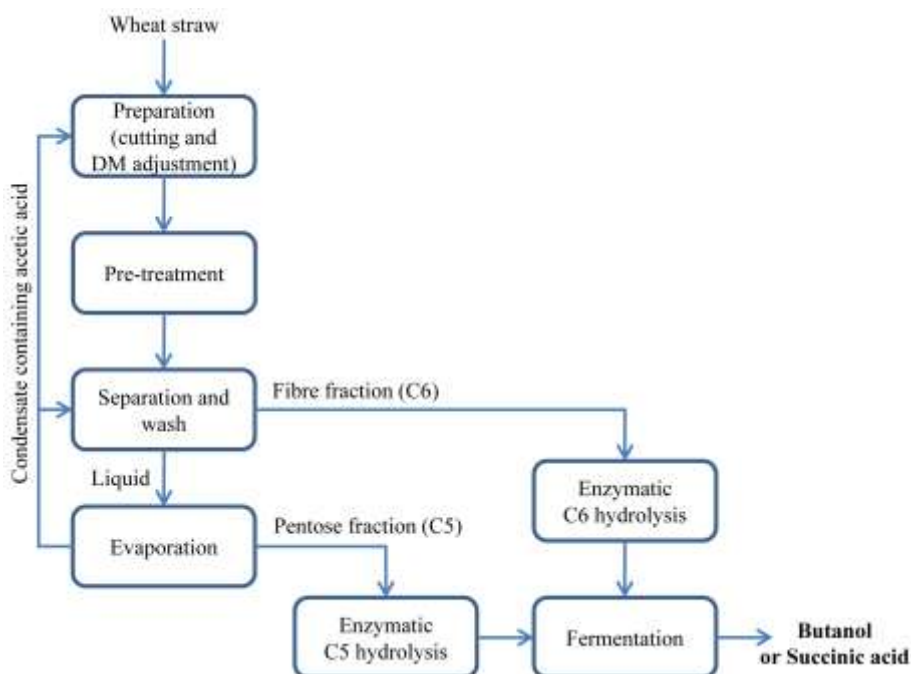 Wheat straw
Preparation
(cutting and
DM adjustment)
Condensate containing acetic acid
Pre-treatment
Separation and
wash
Fibre fraction (C6)
Liquid
Enzymatic
C6 hydrolysis
Evaporation
Pentose fraction (C5)
Enzymatic
C5 hydrolysis
Fermentation
Butanol
or Succinic acid